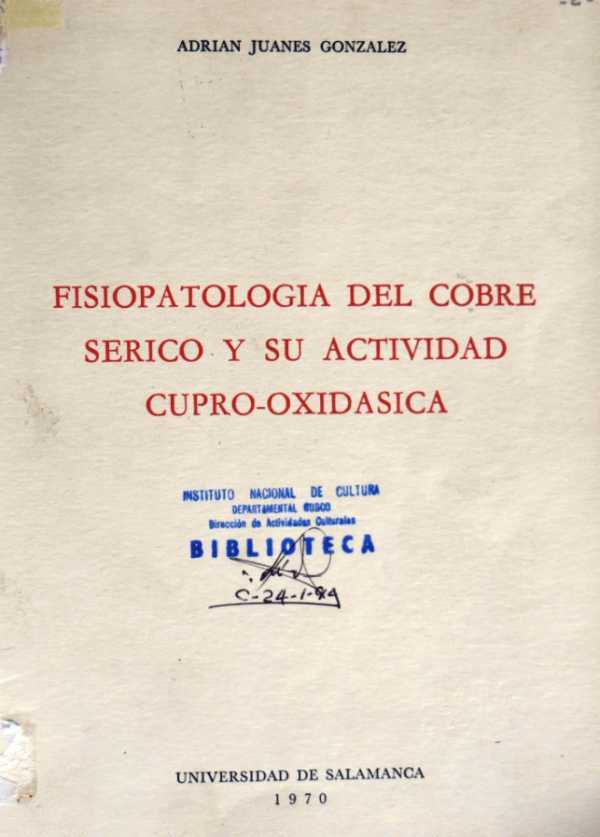 ADRIAN JUANES GONZALEZ
FISIOPATOLOGIA DEL COBRE
SERICO Y SU ACTIVIDAD
CUPRO-OXIDASICA
INSTITUTO NACIONAL DE CULTURA
DEPARTAMENTAL CUSCO
Dirección de Actividades Culturales
BIBLIOTECA
C-24-1-94
UNIVERSIDAD DE SALAMANCA
1970